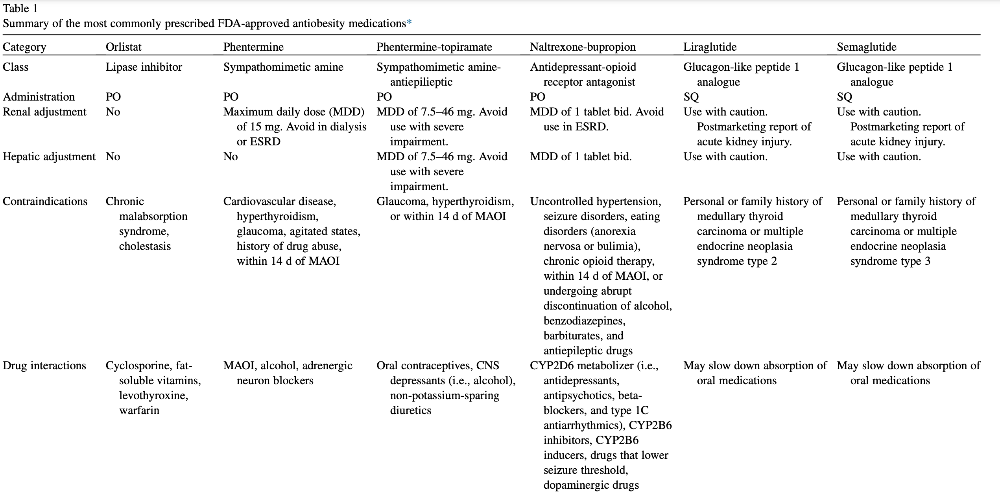 Table 1
Summary of the most commonly prescribed FDA-approved antiobesity medications*
Category Orlistat Phentermine Phentermine-topiramate Naltrexone-bupropion Liraglutide Semaglutide
Class Lipase inhibitor Sympathomimetic amine Sympathomimetic amine- Antidepressant-opioid Glucagon-like peptide 1 Glucagon-like peptide 1
antiepilieptic receptor antagonist analogue analogue
Administration PO PO PO PO SQ SQ
Renal adjustment No Maximum daily dose (MDD) MDD of 7.5–46 mg. Avoid MDD of 1 tablet bid. Avoid Use with caution. Use with caution.
of 15 mg. Avoid in dialysis use with severe use in ESRD. Postmarketing report of Postmarketing report of
or ESRD impairment. acute kidney injury. acute kidney injury.
Hepatic adjustment No No MDD of 7.5–46 mg. Avoid MDD of 1 tablet bid. Use with caution. Use with caution.
use with severe
impairment.
Contraindications Chronic Cardiovascular disease, Glaucoma, hyperthyroidism, Uncontrolled hypertension, Personal or family history of Personal or family history of
malabsorption hyperthyroidism, or within 14 d of MAOI seizure disorders, eating medullary thyroid medullary thyroid
syndrome, glaucoma, agitated states, disorders (anorexia carcinoma or multiple carcinoma or multiple
cholestasis history of drug abuse, nervosa or bulimia), endocrine neoplasia endocrine neoplasia
within 14 d of MAOI chronic opioid therapy, syndrome type 2 syndrome type 3
within 14 d of MAOI, or
undergoing abrupt
discontinuation of alcohol,
benzodiazepines,
barbiturates, and
antiepileptic drugs
Drug interactions Cyclosporine, fat- MAOI, alcohol, adrenergic Oral contraceptives, CNS CYP2D6 metabolizer (i.e., May slow down absorption of May slow down absorption of
soluble vitamins, neuron blockers depressants (i.e., alcohol), antidepressants, oral medications oral medications
levothyroxine, non-potassium-sparing antipsychotics, beta-
warfarin diuretics blockers, and type 1C
antiarrhythmics), CYP2B6
inhibitors, CYP2B6
inducers, drugs that lower
seizure threshold,
dopaminergic drugs